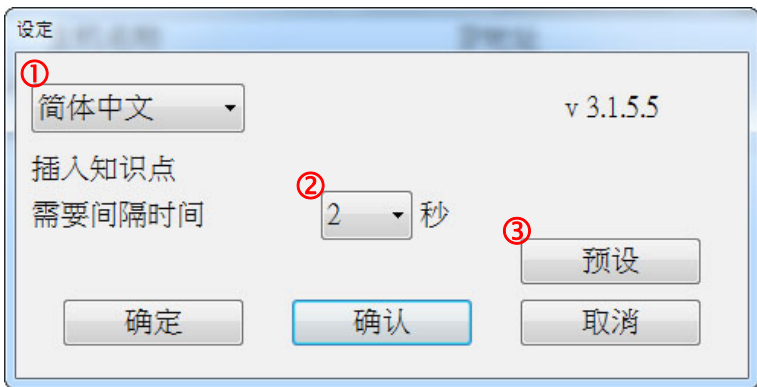 设定
①
简体中文
v 3.1.5.5
插入知识点
需要间隔时间
②
2
秒
③
预设
确定
确认
取消